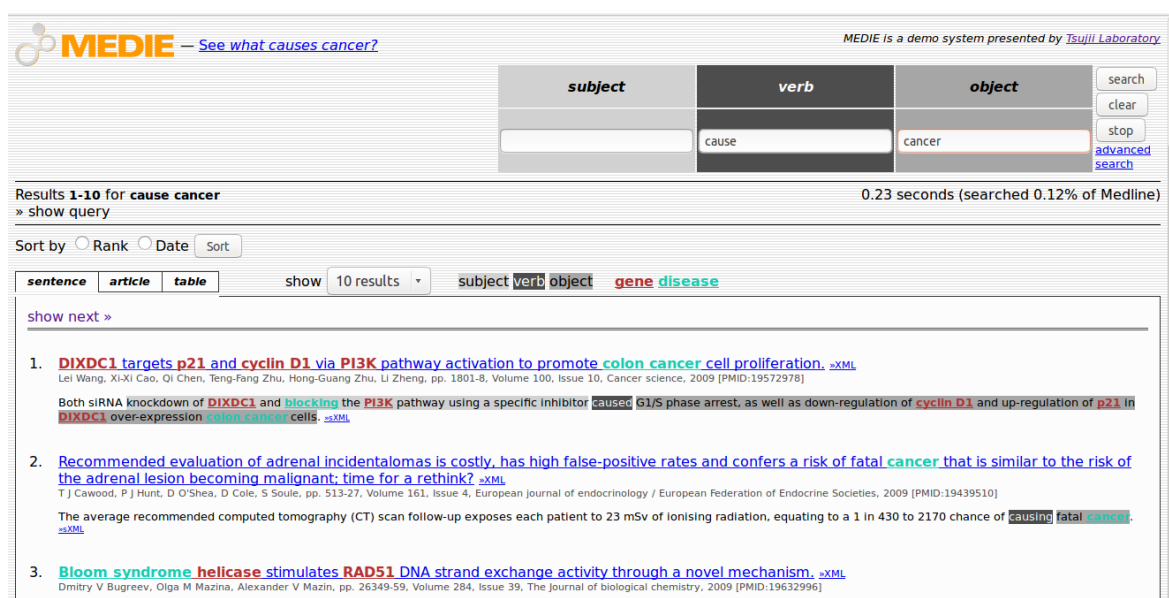 MEDIE — See what causes cancer?
MEDIE is a demo system presented by Tsujii Laboratory
subject verb object
search
clear
cause cancer
stop
advanced
search
Results 1-10 for cause cancer
0.23 seconds (searched 0.12% of Medline)
» show query
Sort by Rank Date Sort
sentence article table show 10 results subject verb object gene disease
show next »
1. DIXDC1 targets p21 and cyclin D1 via PI3K pathway activation to promote colon cancer cell proliferation. »XML
Lei Wang, Xi-Xi Cao, Qi Chen, Teng-Fang Zhu, Hong-Guang Zhu, Li Zheng, pp. 1801-8, Volume 100, Issue 10, Cancer science, 2009 [PMID:19572978]
Both siRNA knockdown of DIXDC1 and blocking the PI3K pathway using a specific inhibitor caused G1/S phase arrest, as well as down-regulation of cyclin D1 and up-regulation of p21 in
DIXDC1 over-expression colon cancer cells. »sXML
2. Recommended evaluation of adrenal incidentalomas is costly, has high false-positive rates and confers a risk of fatal cancer that is similar to the risk of
the adrenal lesion becoming malignant; time for a rethink? »XML
T J Cawood, P J Hunt, D O'Shea, D Cole, S Soule, pp. 513-27, Volume 161, Issue 4, European journal of endocrinology / European Federation of Endocrine Societies, 2009 [PMID:19439510]
The average recommended computed tomography (CT) scan follow-up exposes each patient to 23 mSv of ionising radiation, equating to a 1 in 430 to 2170 chance of causing fatal cancer.
»sXML
3. Bloom syndrome helicase stimulates RAD51 DNA strand exchange activity through a novel mechanism. »XML
Dmitry V Bugreev, Olga M Mazina, Alexander V Mazin, pp. 26349-59, Volume 284, Issue 39, The Journal of biological chemistry, 2009 [PMID:19632996]